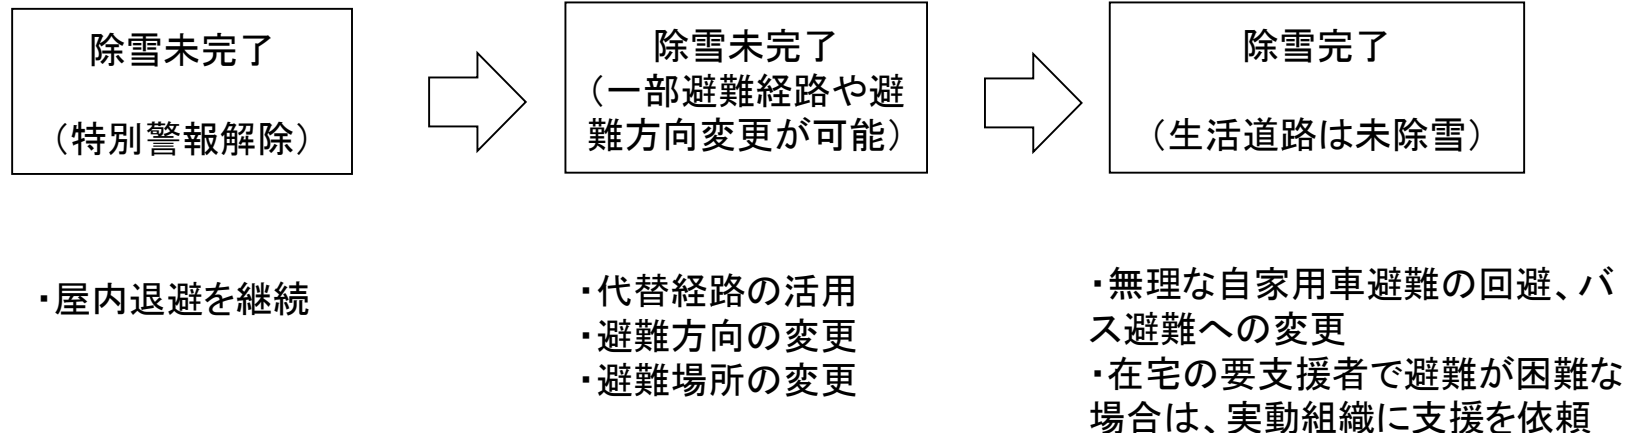 除雪未完了
（特別警報解除）
除雪未完了
（一部避難経路や避
難方向変更が可能）
除雪完了
（生活道路は未除雪）
・屋内退避を継続
・代替経路の活用
・避難方向の変更
・避難場所の変更
・無理な自家用車避難の回避、バ
ス避難への変更
・在宅の要支援者で避難が困難な
場合は、実動組織に支援を依頼